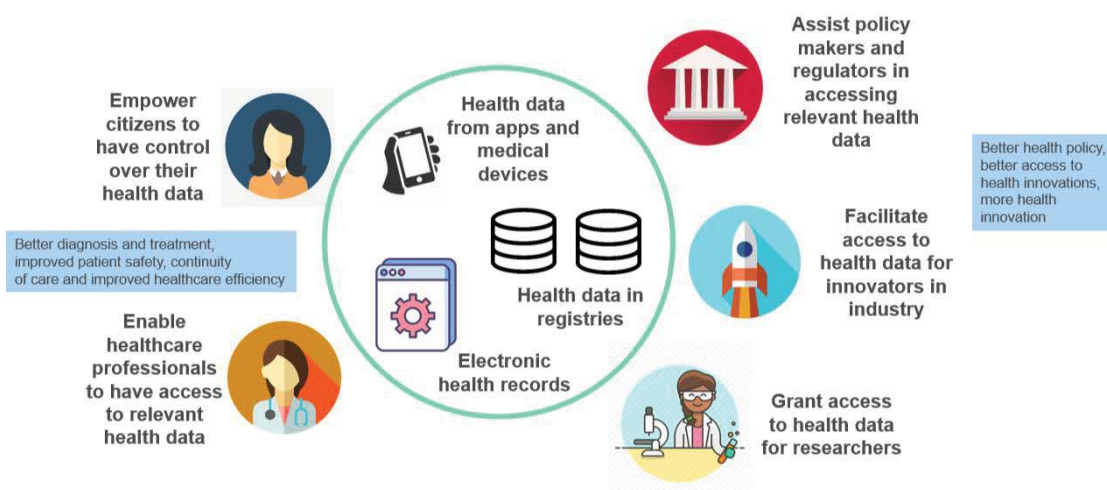 Empower
citizens to
have control
over their
health data
Better diagnosis and treatment,
improved patient safety, continuity
of care and improved healthcare efficiency
Enable
healthcare
professionals
to have access
to relevant
health data
Health data
from apps and
medical
devices
Health data in
registries
Electronic
health records
Assist policy
makers and
regulators in
accessing
relevant health
data
Better health policy,
better access to
health innovations,
more health
innovation
Facilitate
access to
health data for
innovators in
industry
Grant access
to health data
for researchers